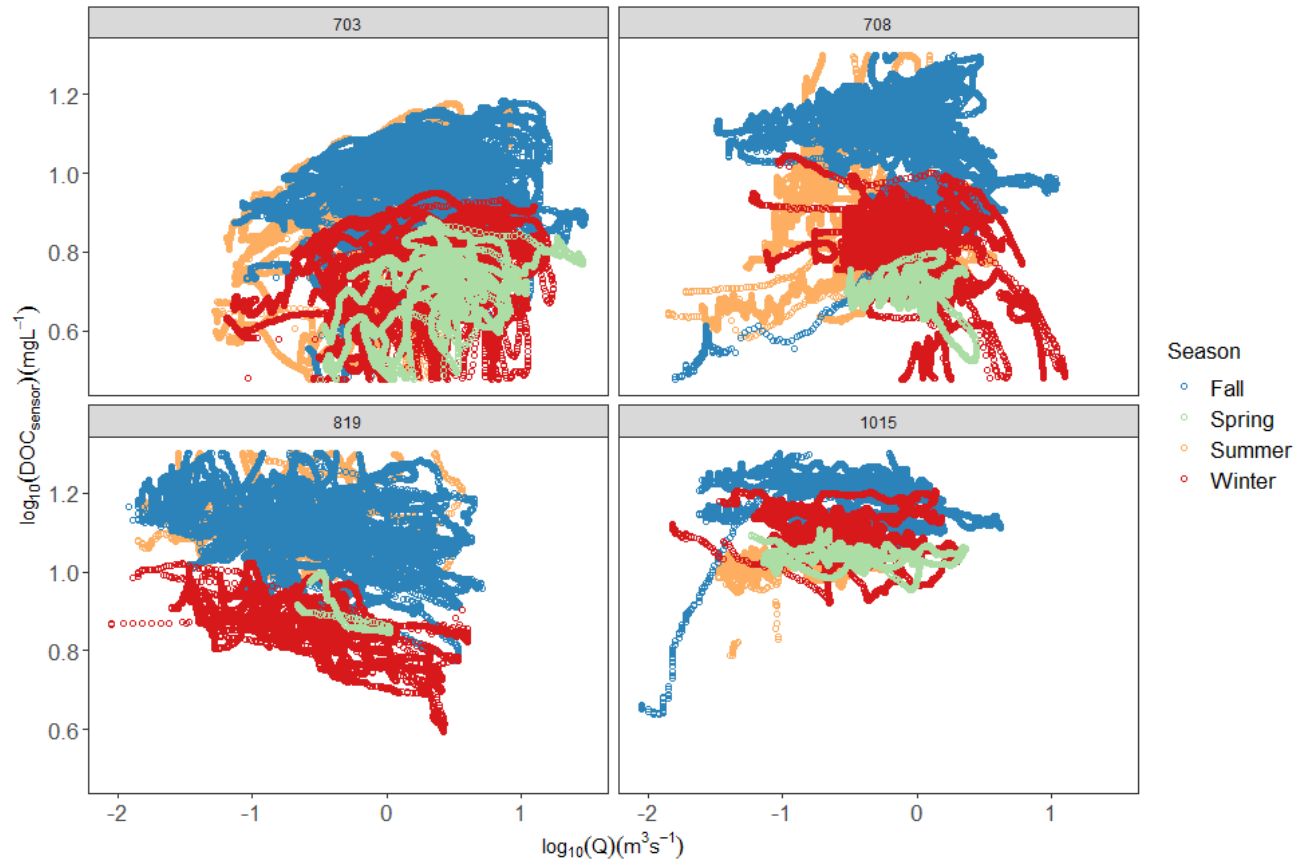 703
708
1.2
1.0
0.8
0.6
819
1015
1.2
1.0
0.8
0.6
-2
-1
0
1
-2
-1
0
1
log₁₀(DOCsensor)(mgL⁻¹)
log₁₀(Q)(m³s⁻¹)
Season
Fall
Spring
Summer
Winter